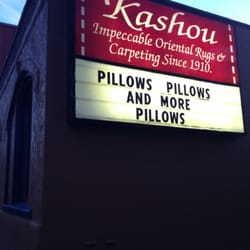 Kashou
Impeccable Oriental Rugs &
Carpeting Since 1910.
PILLOWS PILLOWS
AND MORE
PILLOWS